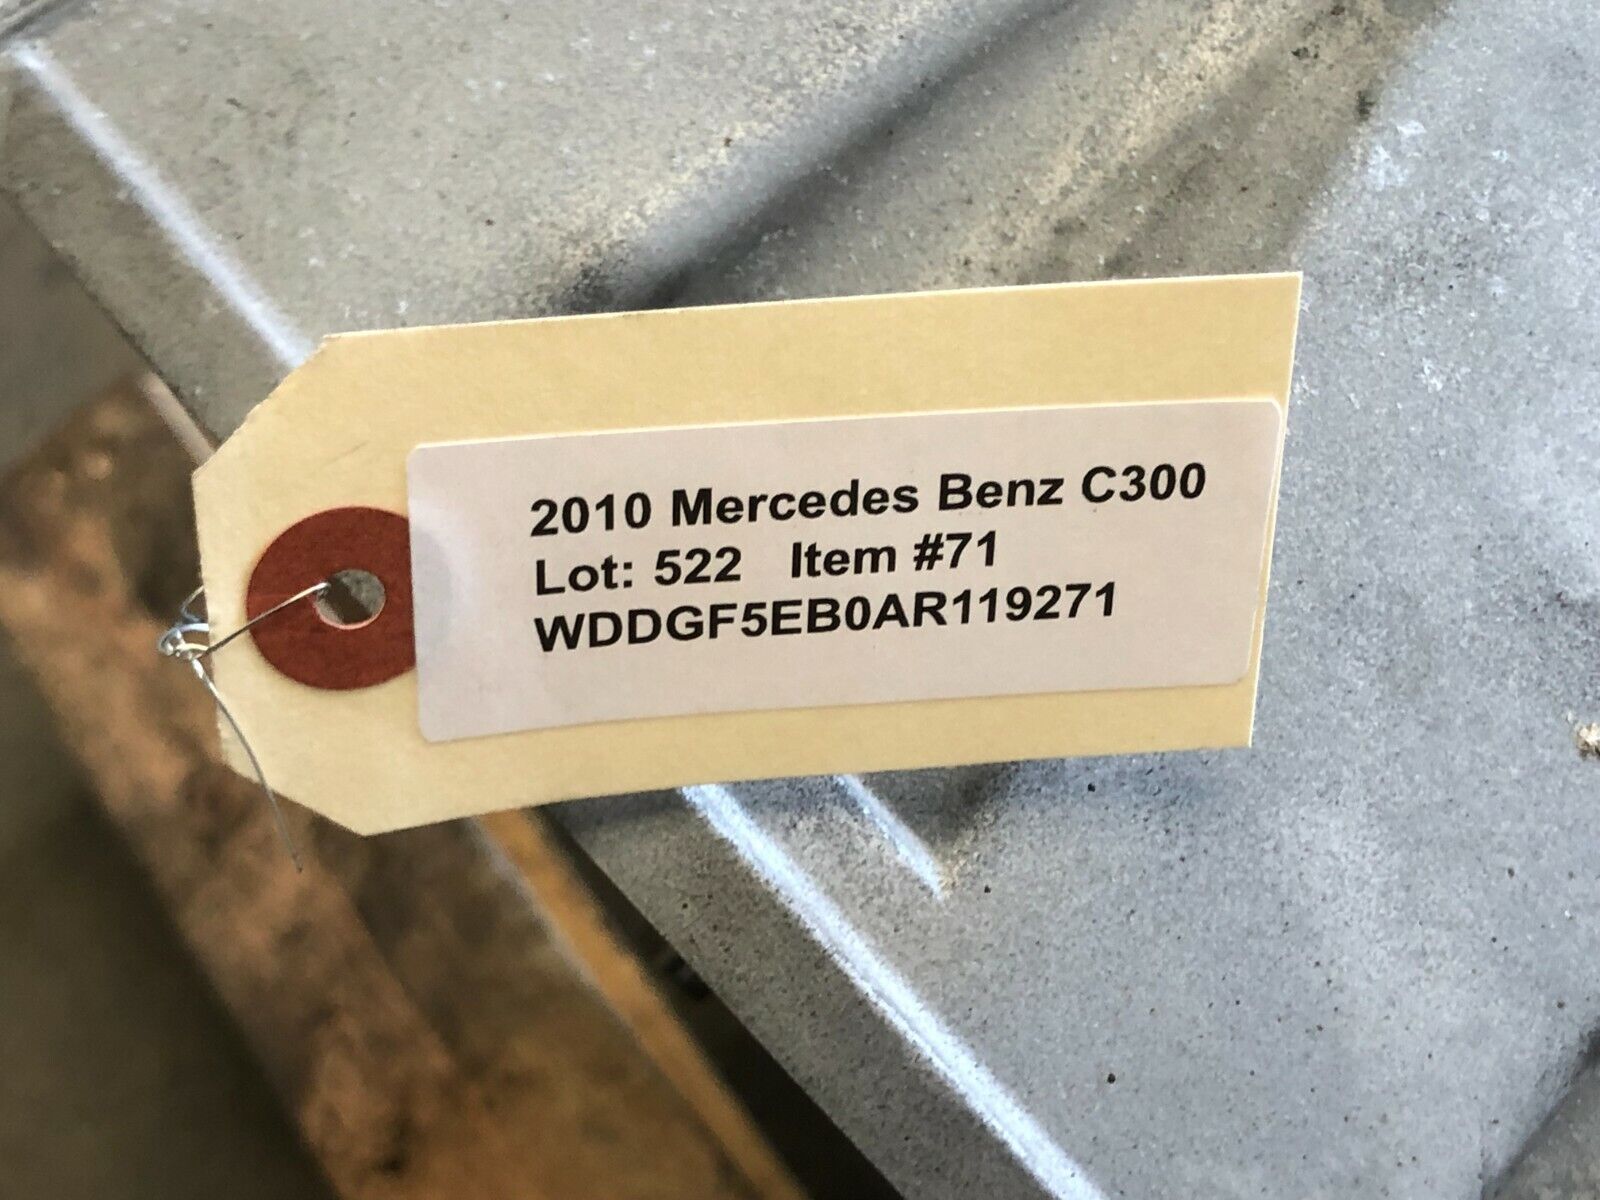 2010 Mercedes Benz C300
Lot: 522 Item #71
WDDGF5EB0AR119271